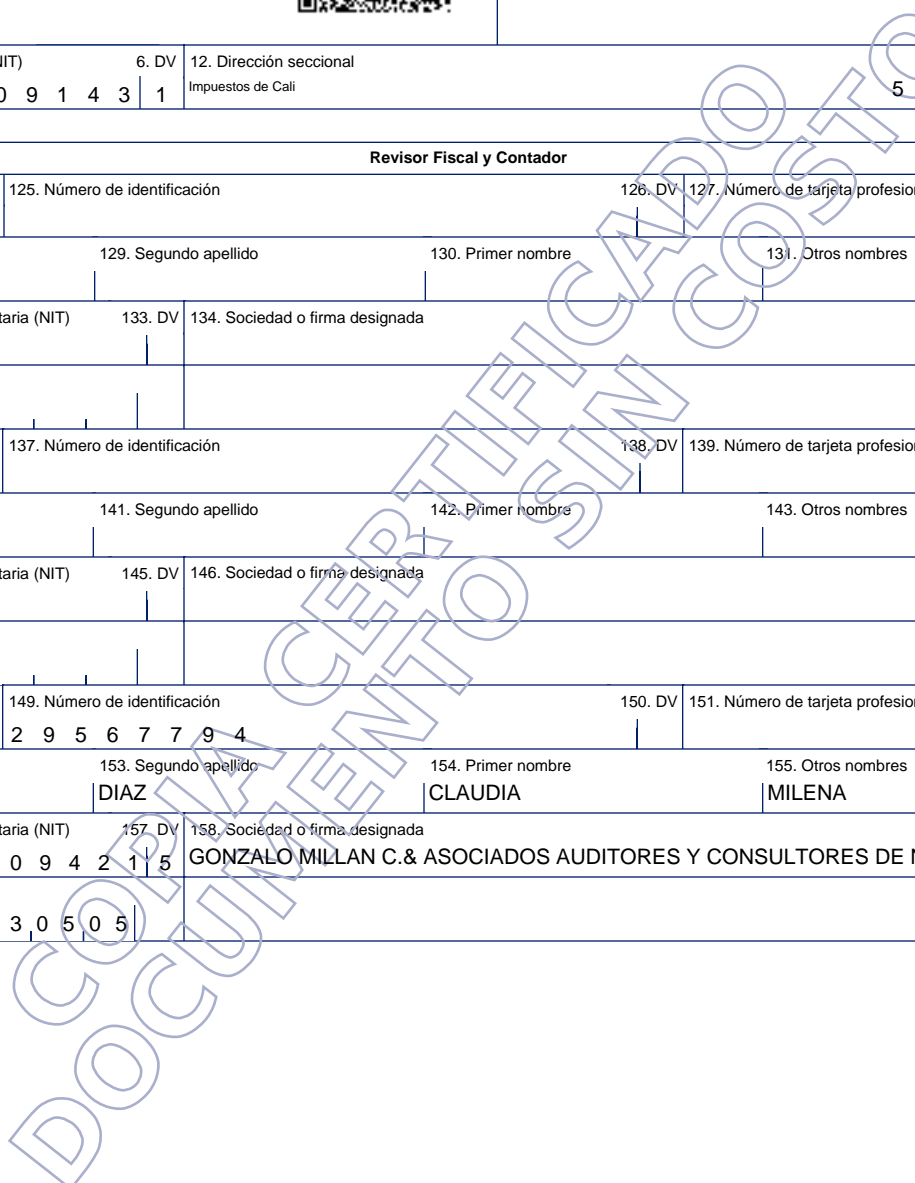 NIT) 6. DV 12. Dirección seccional
0 9 1 4 3 1 Impuestos de Cali 5
Revisor Fiscal y Contador
125. Número de identificación 126. DV 127. Número de tarjeta profesion
129. Segundo apellido 130. Primer nombre 131. Otros nombres
taria (NIT) 133. DV 134. Sociedad o firma designada
137. Número de identificación 138. DV 139. Número de tarjeta profesion
141. Segundo apellido 142. Primer nombre 143. Otros nombres
taria (NIT) 145. DV 146. Sociedad o firma designada
149. Número de identificación 150. DV 151. Número de tarjeta profesion
2 9 5 6 7 7 9 4
153. Segundo apellido 154. Primer nombre 155. Otros nombres
DIAZ CLAUDIA MILENA
taria (NIT) 157. DV 158. Sociedad o firma designada
0 9 4 2 1 5 GONZALO MILLAN C.& ASOCIADOS AUDITORES Y CONSULTORES DE N
3 0 5 0 5
COPIA CERTIFICADO
DOCUMENTO SIN COSTO